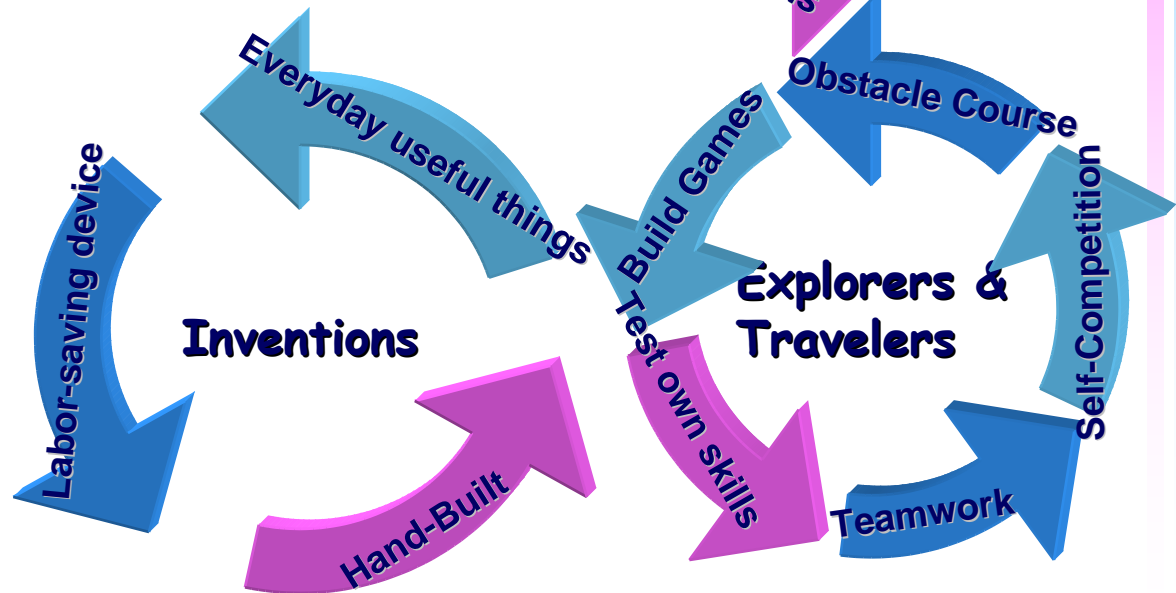 Everyday useful things
Labor-saving device
Inventions
Hand-Built
Obstacle Course
Build Games
Self-Competition
Explorers &
Travelers
Test own skills
Teamwork